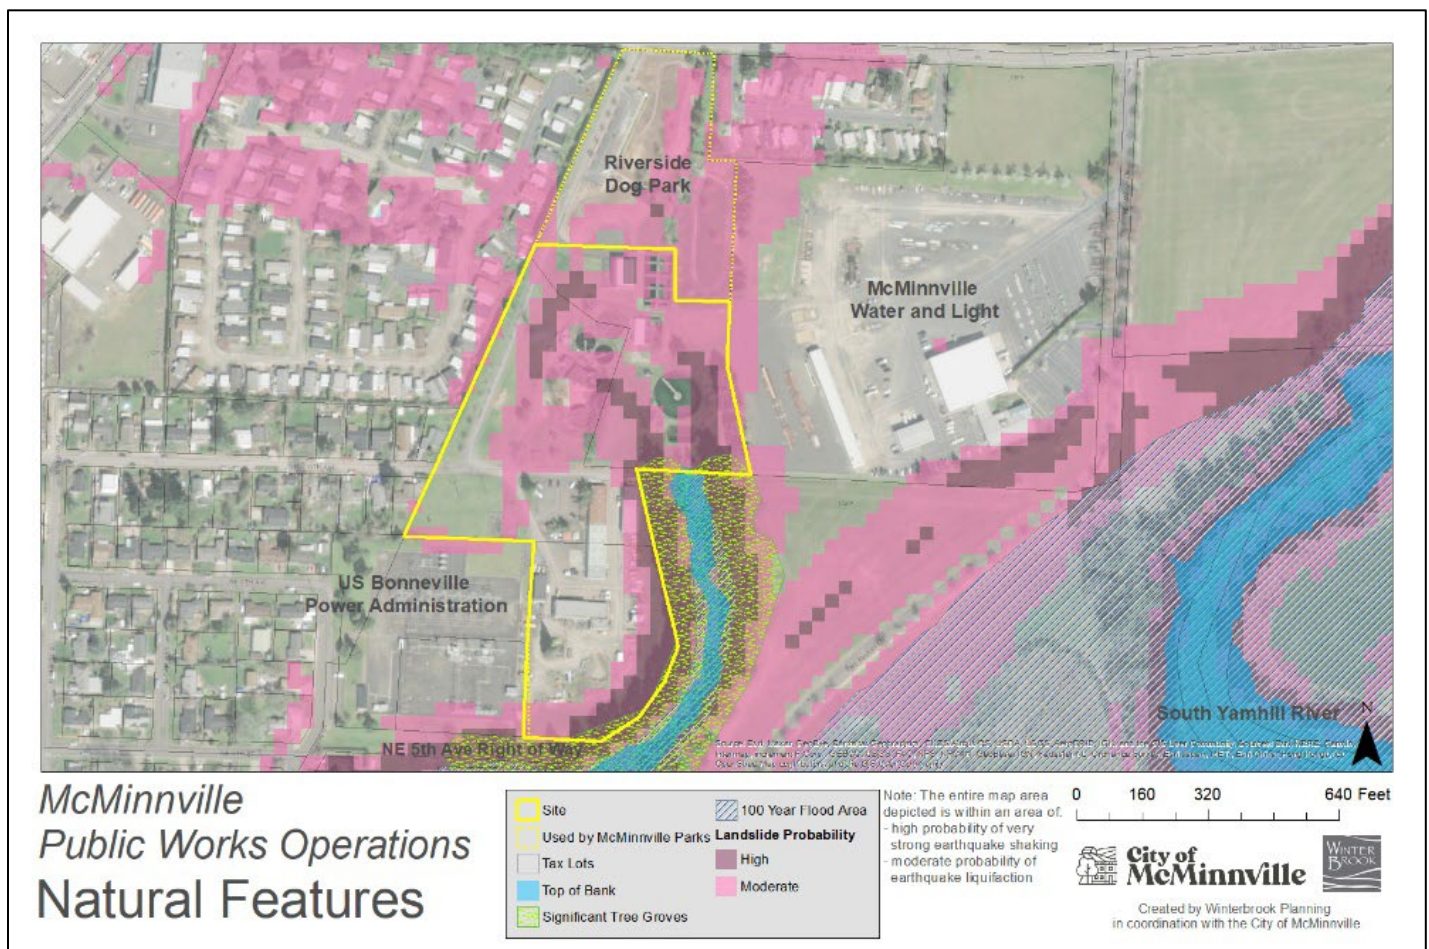 Riverside
Dog Park
McMinnville
Water and Light
US Bonneville
Power Administration
NE 5th Ave Right of Way
South Yamhill River
N
McMinnville
Public Works Operations
Natural Features
Site
Used by McMinnville Parks
Tax Lots
Top of Bank
Significant Tree Groves
100 Year Flood Area
Landslide Probability
High
Moderate
Note: The entire map area
depicted is within an area of:
- high probability of very
strong earthquake shaking
- moderate probability of
earthquake liquifaction
0 160 320 640 Feet
City of
McMinnville
WINTER
BROOK
Created by Winterbrook Planning
in coordination with the City of McMinnville